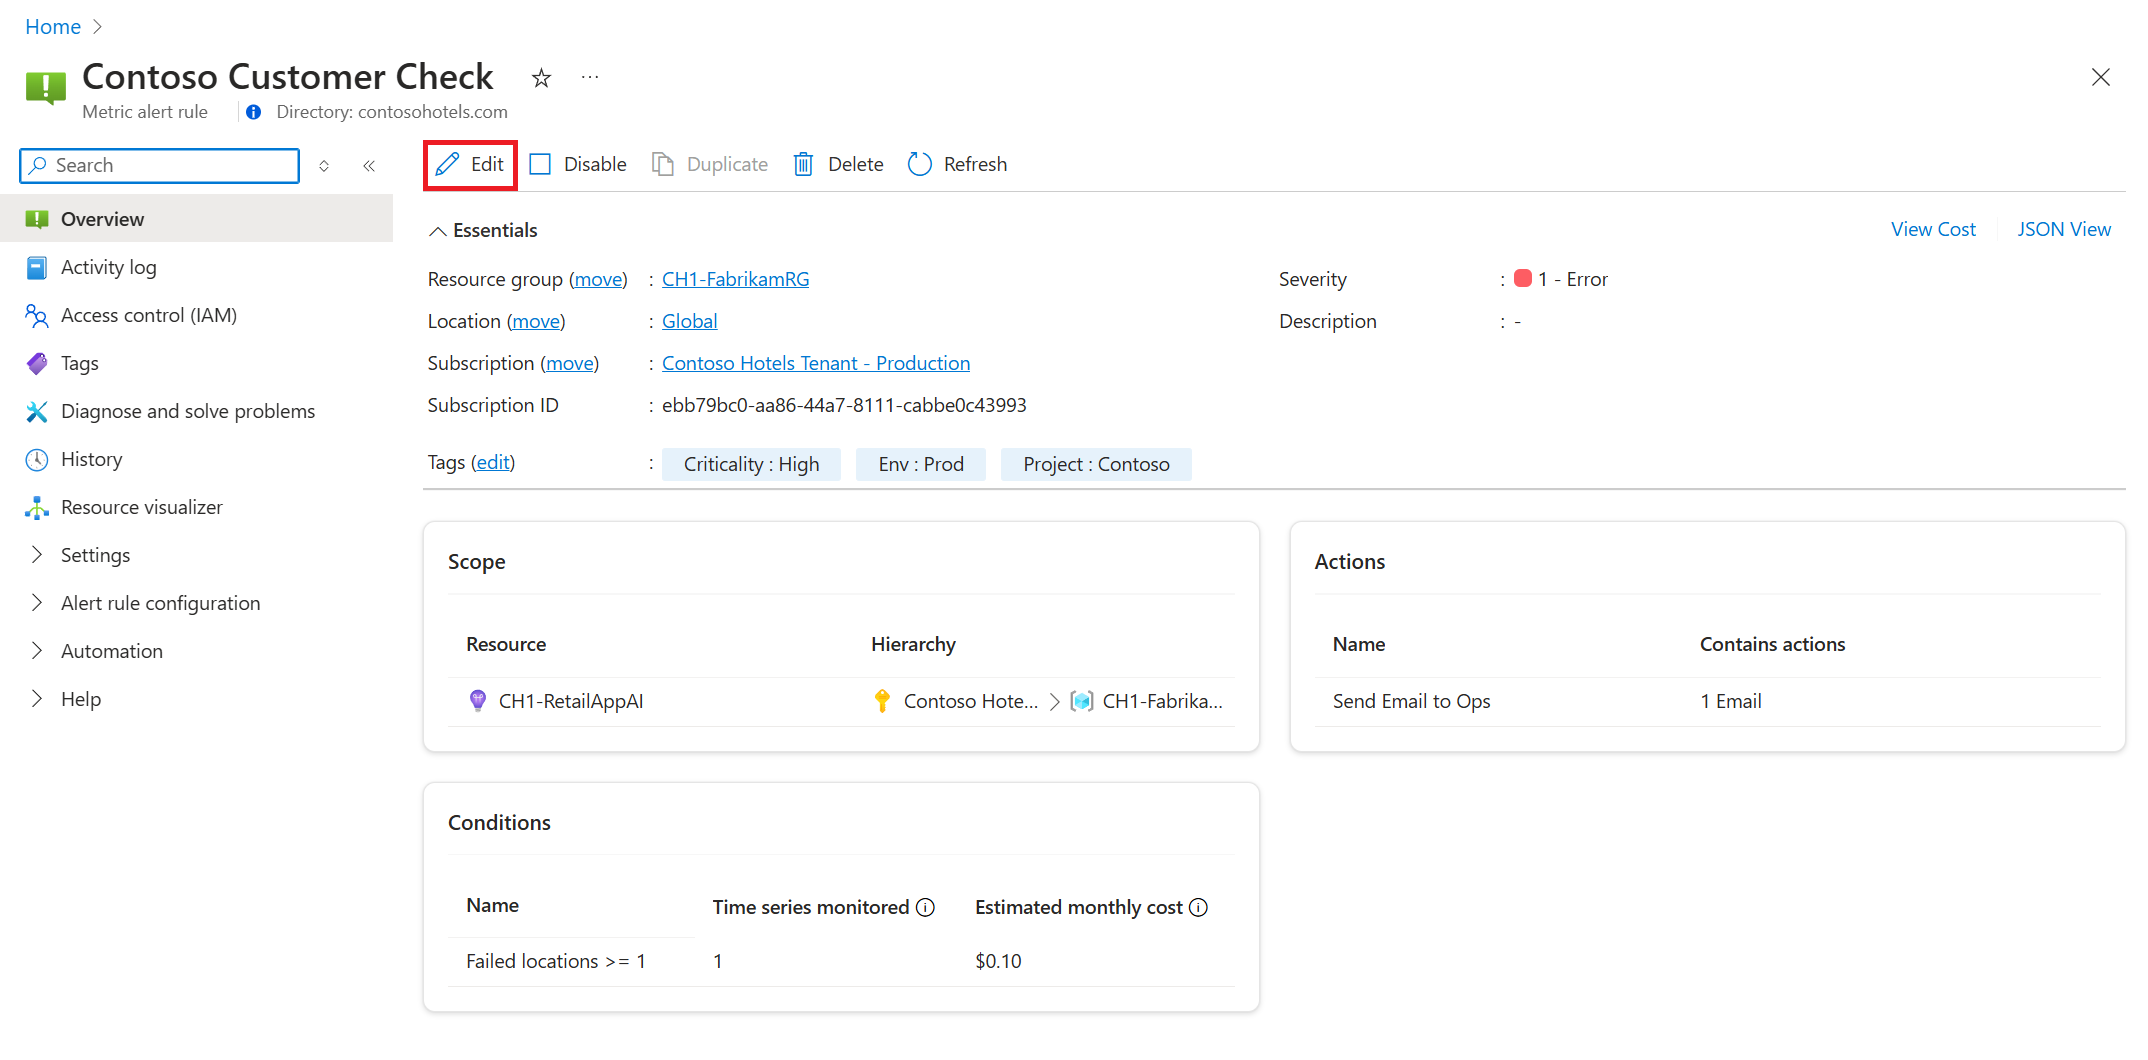 Home
Contoso Customer Check
Metric alert rule
Directory: contosohotels.com
Search
Edit
Disable
Duplicate
Delete
Refresh
Overview
Activity log
Access control (IAM)
Tags
Diagnose and solve problems
History
Resource visualizer
Settings
Alert rule configuration
Automation
Help
Essentials
View Cost
JSON View
Resource group (move) : CH1-FabrikamRG
Location (move) : Global
Subscription (move) : Contoso Hotels Tenant - Production
Subscription ID : ebb79bc0-aa86-44a7-8111-cabbe0c43993
Severity : 1 - Error
Description : -
Tags (edit) : Criticality : High Env : Prod Project : Contoso
Scope
Resource Hierarchy
CH1-RetailAppAI Contoso Hote... CH1-Fabrika...
Actions
Name Contains actions
Send Email to Ops 1 Email
Conditions
Name Time series monitored Estimated monthly cost
Failed locations >= 1 1 $0.10